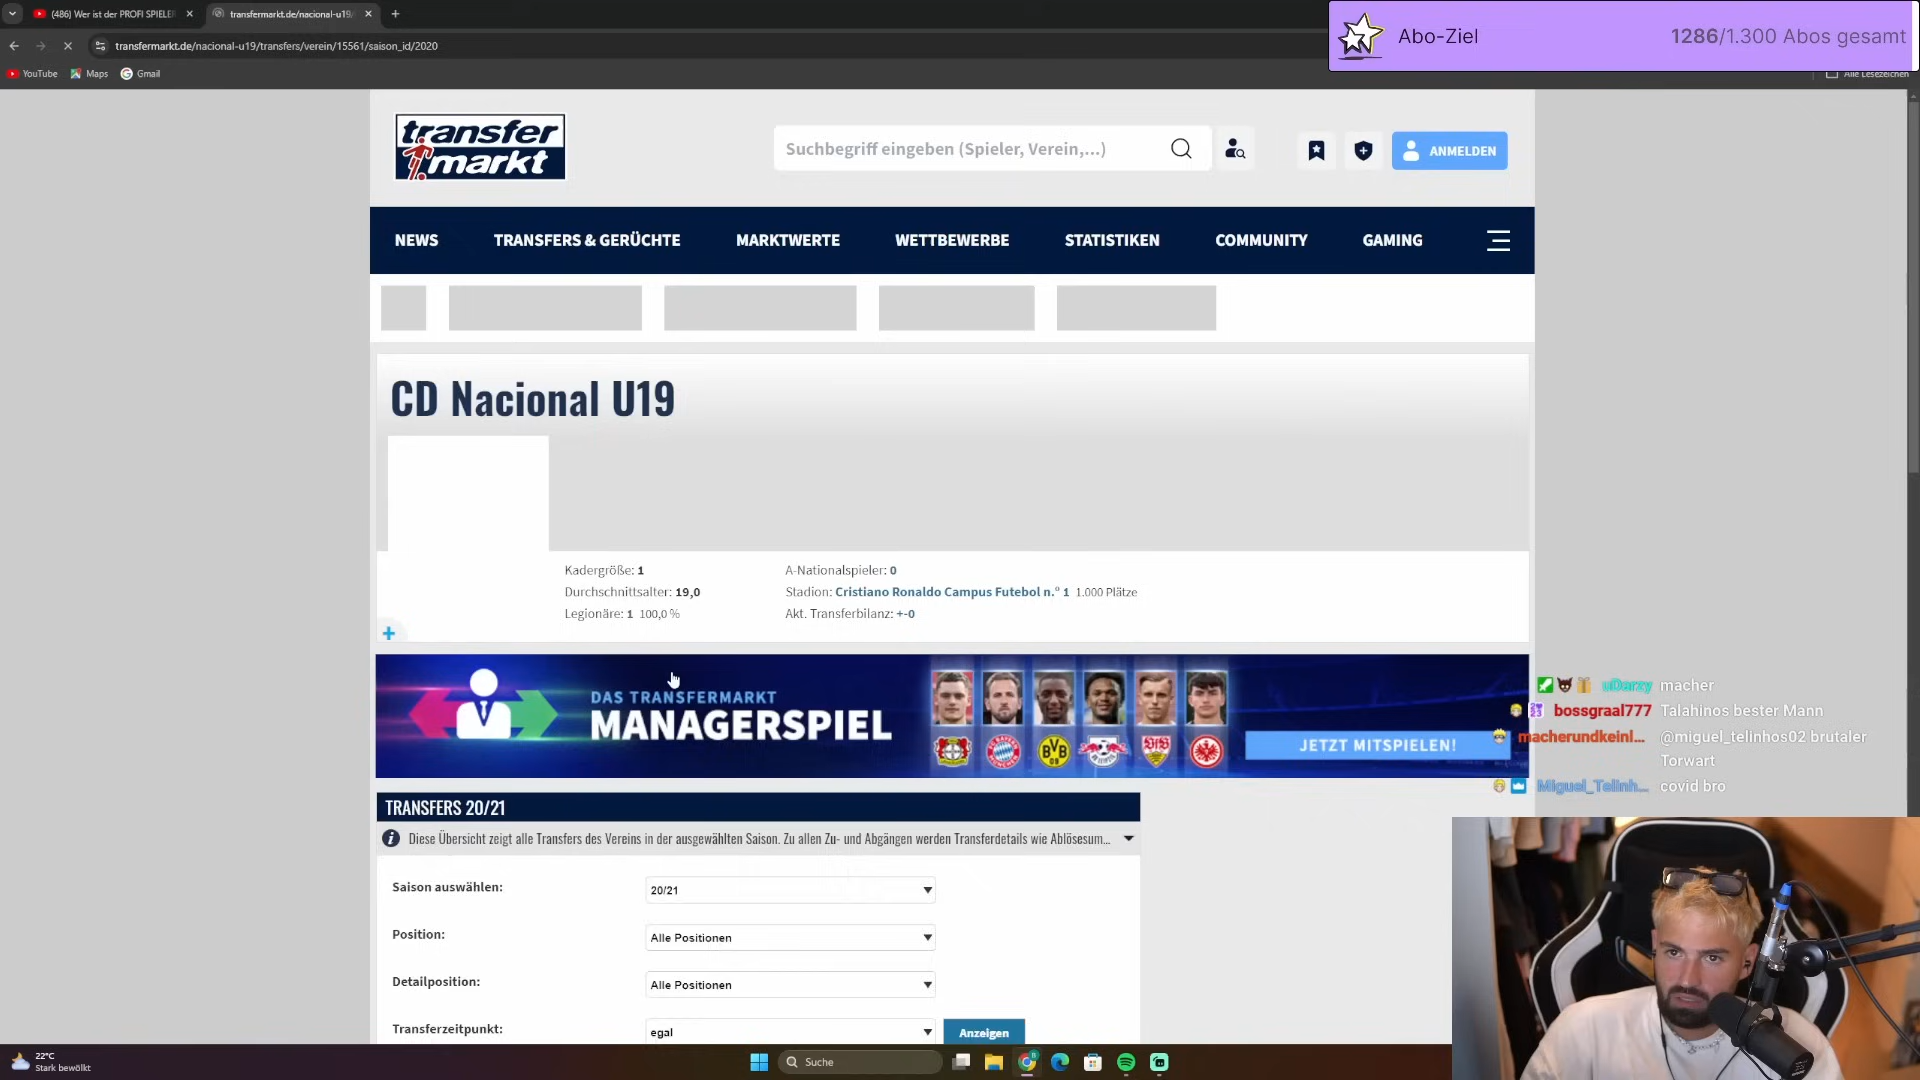 (486) Wer ist der PROFI SPIELER
transfermarkt.de/nacional-u19/
transfermarkt.de/nacional-u19/transfers/verein/15561/saison_id/2020
YouTube
Maps
Gmail
Alle Lesezeichen
Abo-Ziel
1286/1.300 Abos gesamt
transfer
markt
Suchbegriff eingeben (Spieler, Verein,...)
ANMELDEN
NEWS
TRANSFERS & GERÜCHTE
MARKTWERTE
WETTBEWERBE
STATISTIKEN
COMMUNITY
GAMING
CD Nacional U19
Kadergröße: 1
Durchschnittsalter: 19,0
Legionäre: 1 100,0 %
A-Nationalspieler: 0
Stadion: Cristiano Ronaldo Campus Futebol n.º 1 1.000 Plätze
Akt. Transferbilanz: +-0
DAS TRANSFERMARKT
MANAGERSPIEL
JETZT MITSPIELEN!
TRANSFERS 20/21
Diese Übersicht zeigt alle Transfers des Vereins in der ausgewählten Saison. Zu allen Zu- und Abgängen werden Transferdetails wie Ablösesum...
Saison auswählen:
20/21
Position:
Alle Positionen
Detailposition:
Alle Positionen
Transferzeitpunkt:
egal
Anzeigen
uDarzy macher
bossgraal777 Talahinos bester Mann
macherundkeinl... @miguel_telinhos02 brutaler
Torwart
Miguel_Telinh... covid bro
22°C
Stark bewölkt
Suche